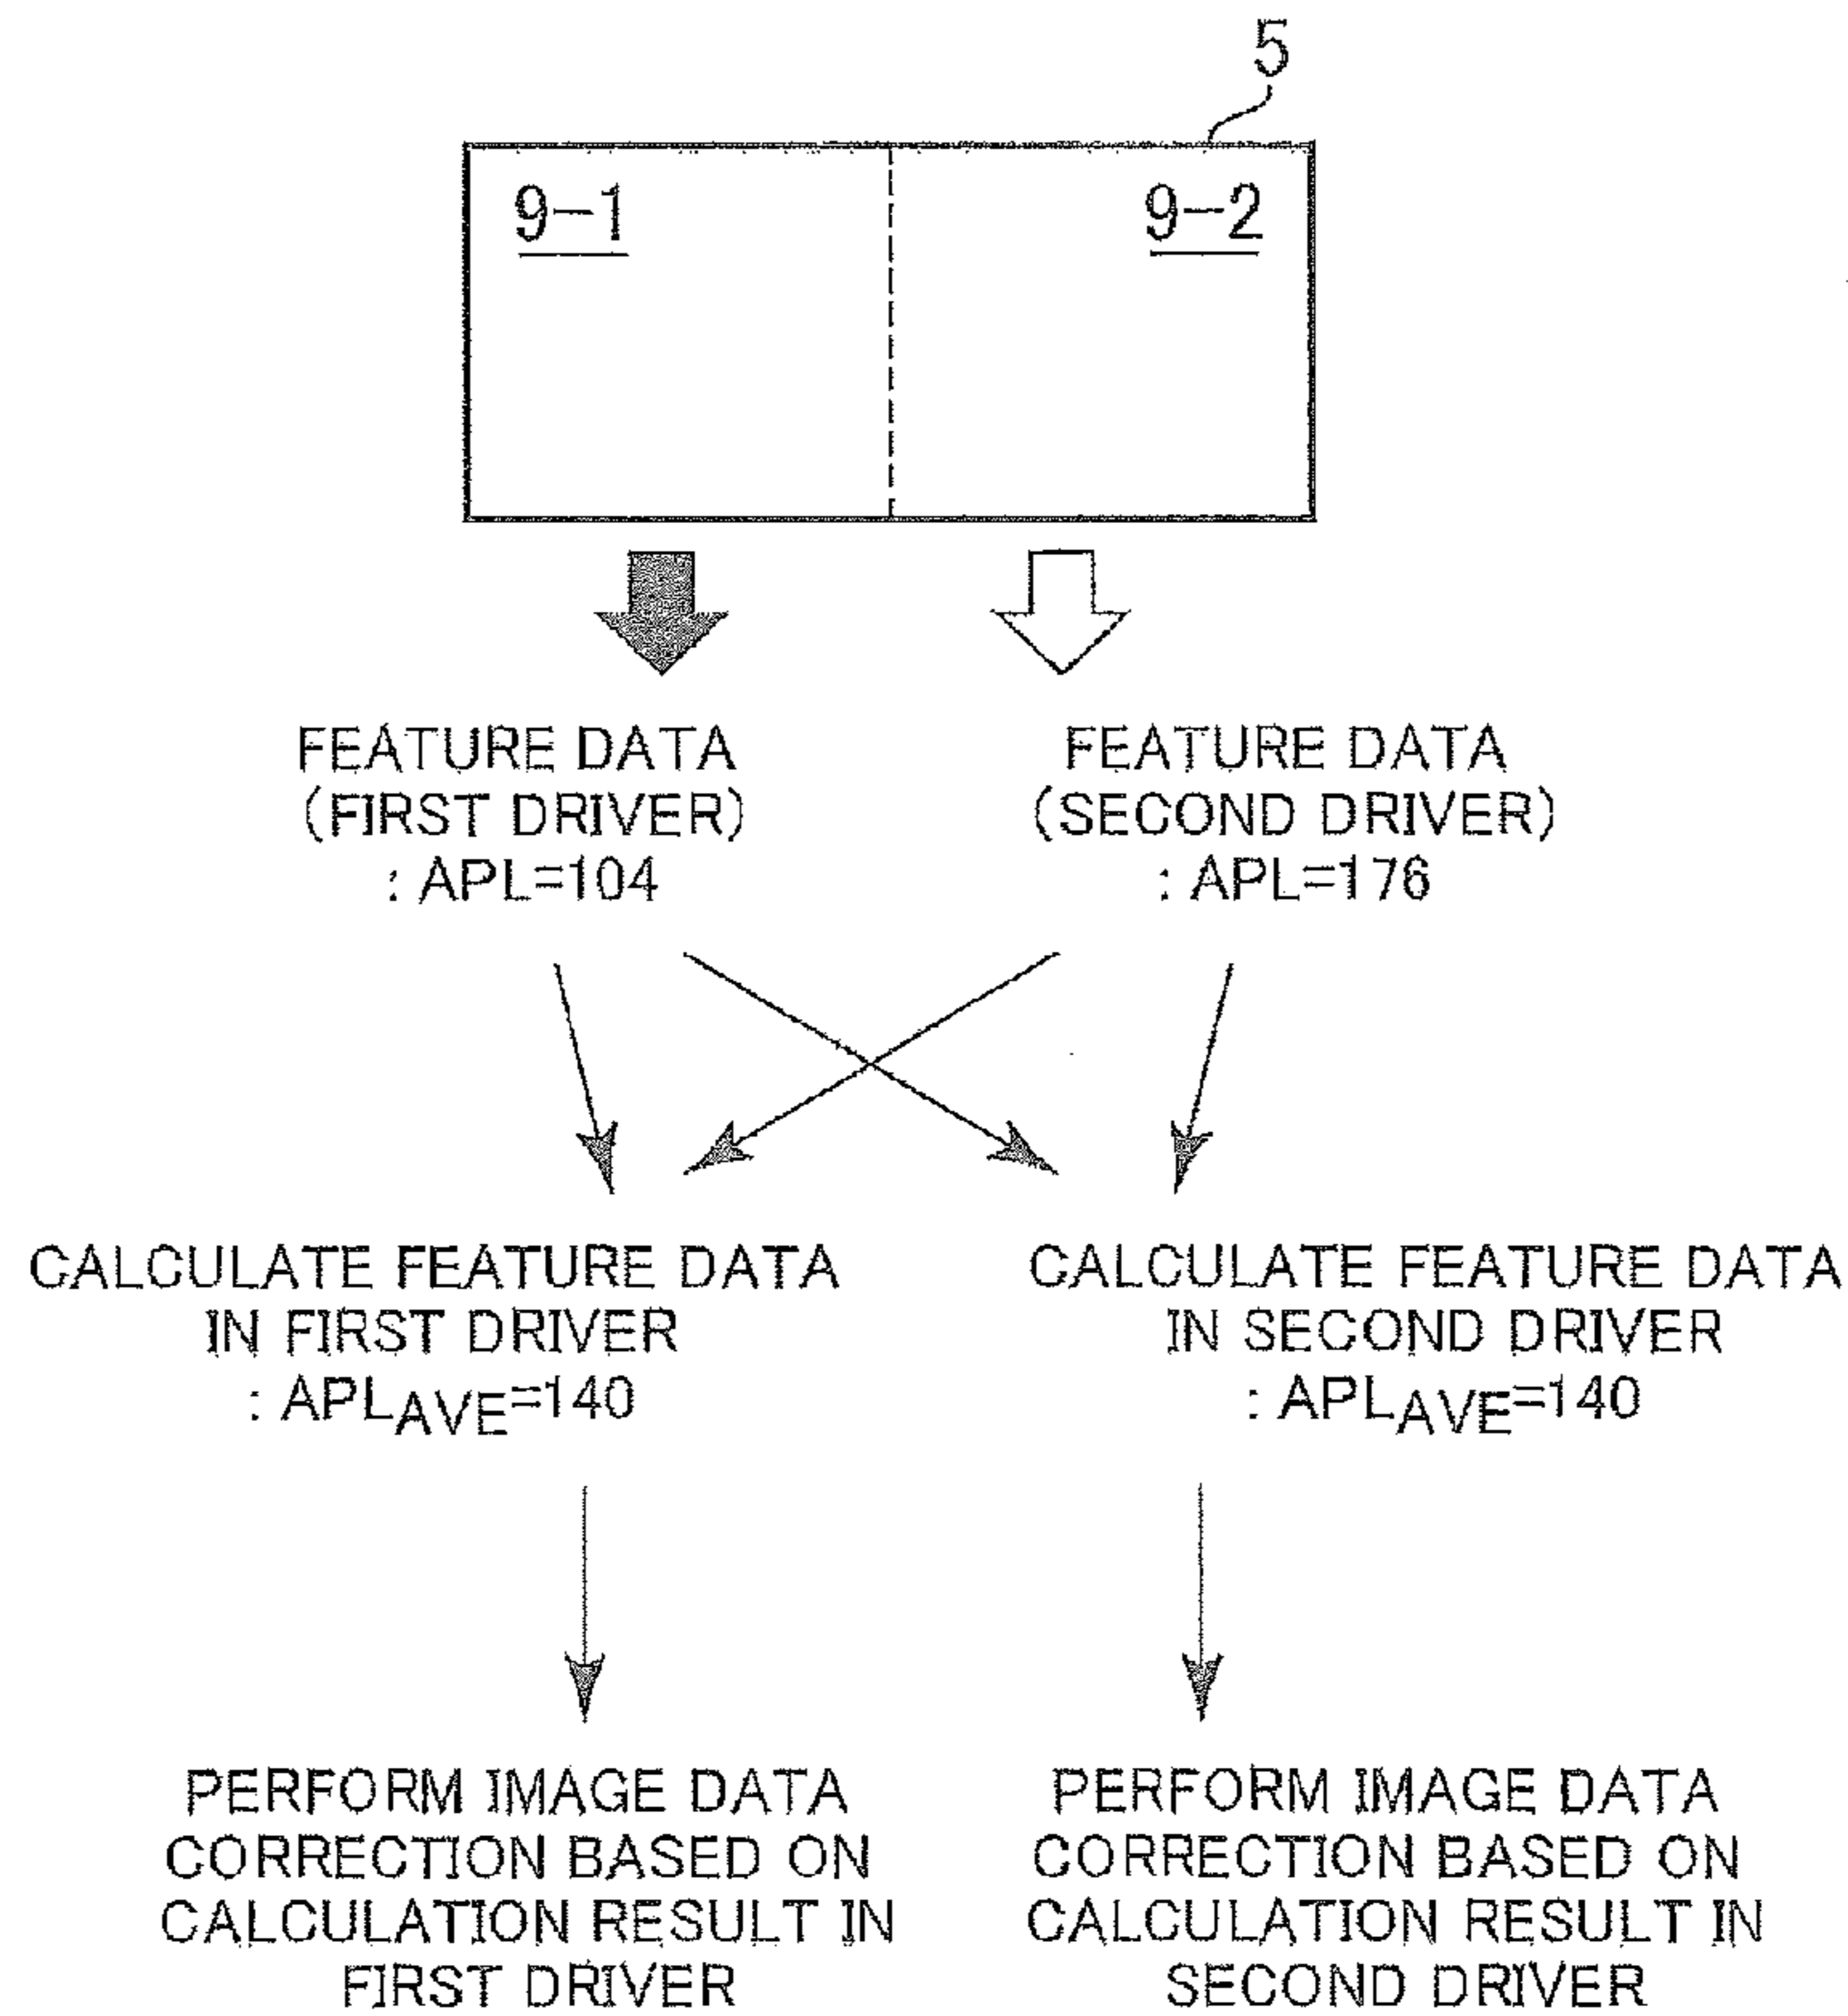 5
9-1
9-2
FEATURE DATA
(FIRST DRIVER)
: APL=104
FEATURE DATA
(SECOND DRIVER)
: APL=176
CALCULATE FEATURE DATA
IN FIRST DRIVER
: APLAVE=140
CALCULATE FEATURE DATA
IN SECOND DRIVER
: APLAVE=140
PERFORM IMAGE DATA
CORRECTION BASED ON
CALCULATION RESULT IN
FIRST DRIVER
PERFORM IMAGE DATA
CORRECTION BASED ON
CALCULATION RESULT IN
SECOND DRIVER